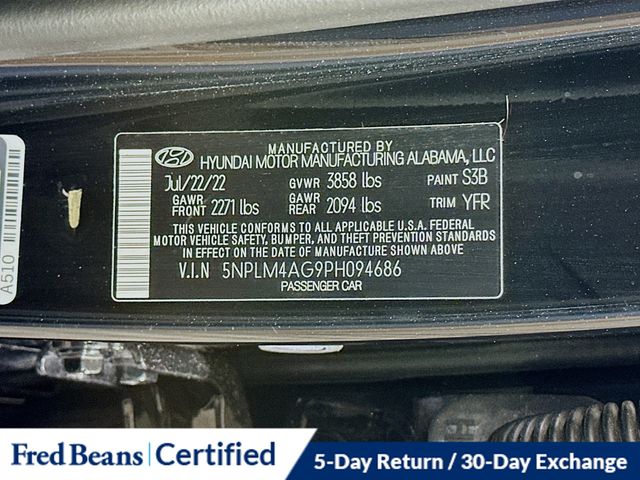 MANUFACTURED BY
HYUNDAI MOTOR MANUFACTURING ALABAMA, LLC
Jul/22/22 GVWR 3858 lbs PAINT S3B
GAWR FRONT 2271 lbs GAWR REAR 2094 lbs TRIM YFR
THIS VEHICLE CONFORMS TO ALL APPLICABLE U.S.A. FEDERAL
MOTOR VEHICLE SAFETY, BUMPER, AND THEFT PREVENTION STANDARDS
IN EFFECT ON THE DATE OF MANUFACTURE SHOWN ABOVE
V.I.N 5NPLM4AG9PH094686
PASSENGER CAR
A510
Fred Beans Certified
5-Day Return / 30-Day Exchange